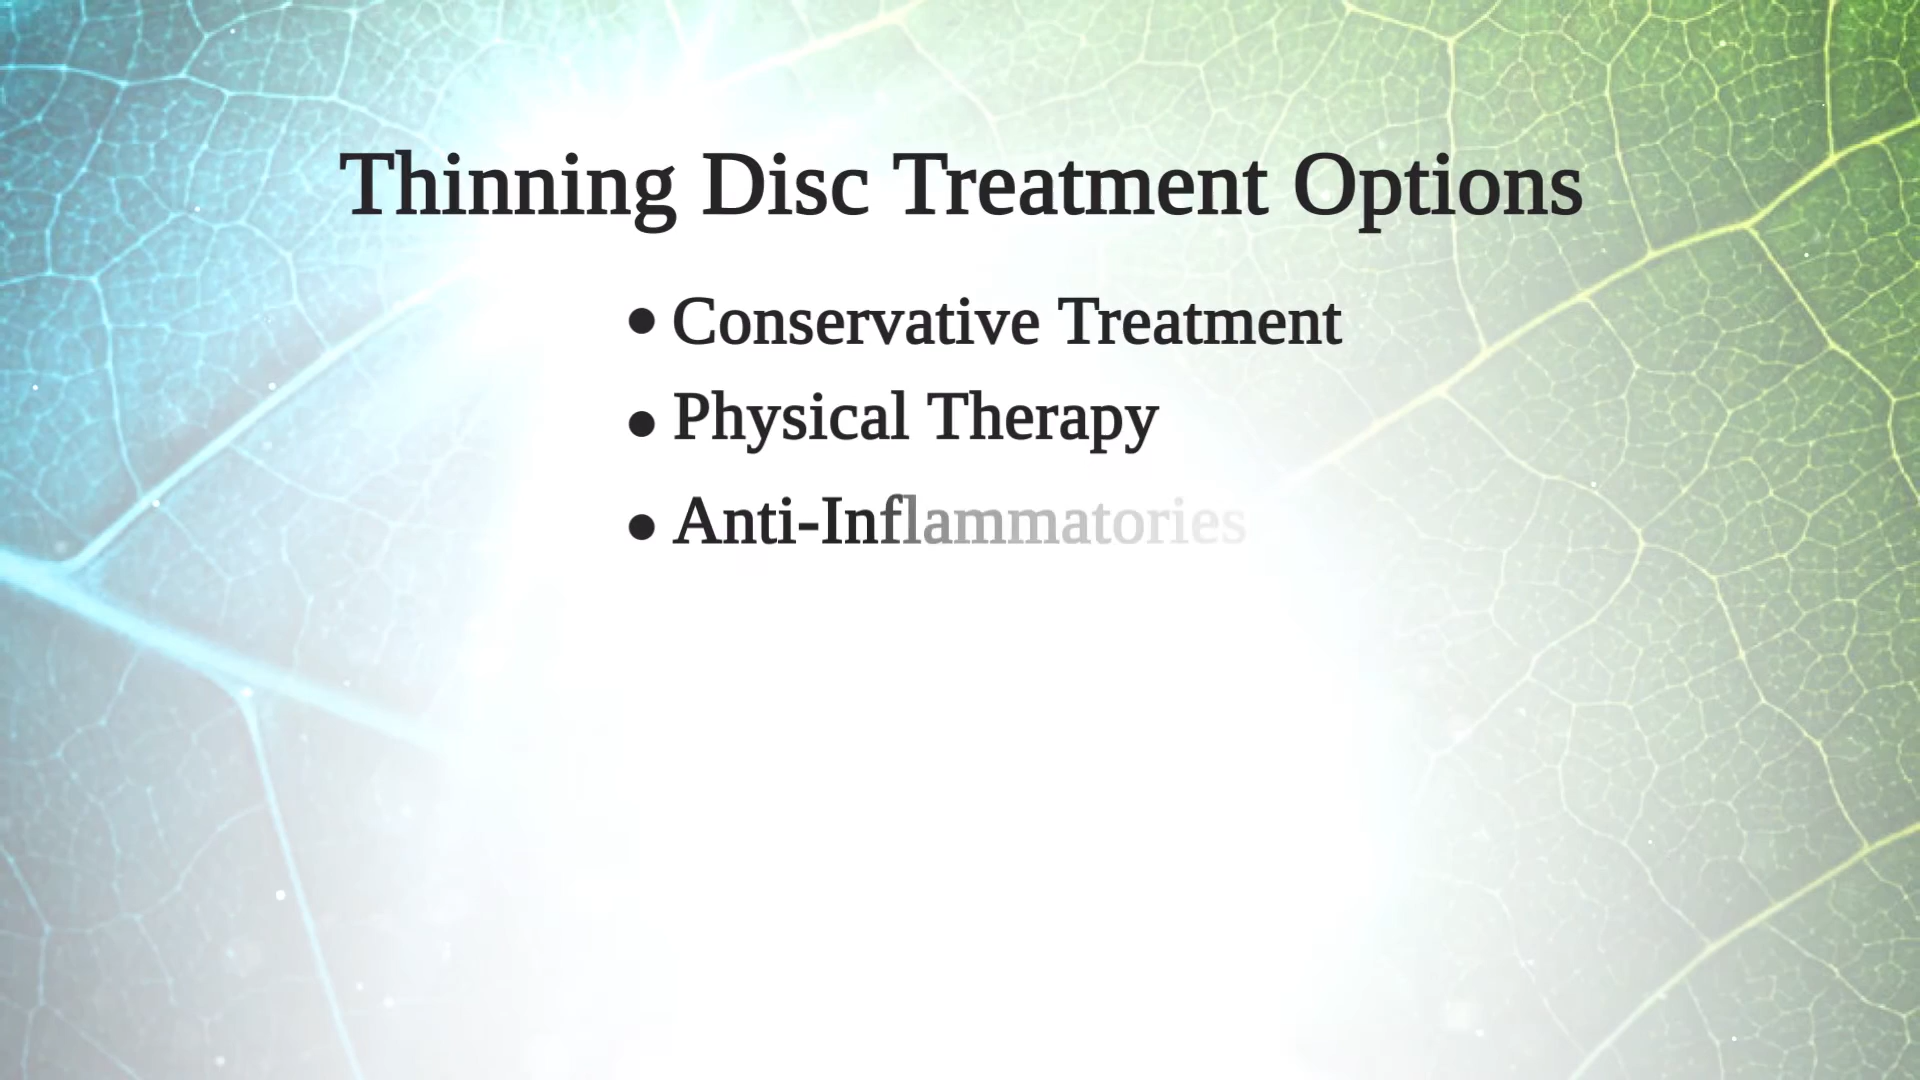 Thinning Disc Treatment Options
• Conservative Treatment
• Physical Therapy
• Anti-Inflammatories